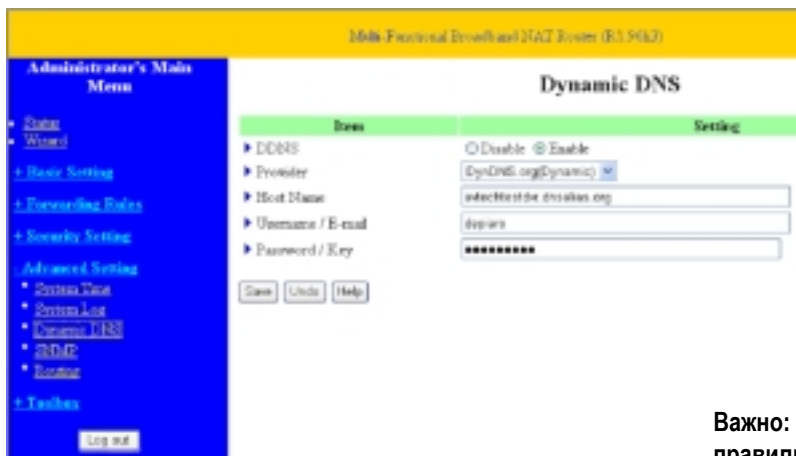 Multi-Functional Broadband NAT Router (R1.96h3)
Administrator's Main
Menu
Status
Wizard
+ Basic Setting
+ Forwarding Rules
+ Security Setting
- Advanced Setting
System Time
System Log
Dynamic DNS
SNMP
Routing
+ Toolbox
Log out
Dynamic DNS
Item Setting
DDNS Disable Enable
Provider DynDNS.org(Dynamic)
Host Name
Username / E-mail
Password / Key •••••••••
Save Undo Help
Важно: